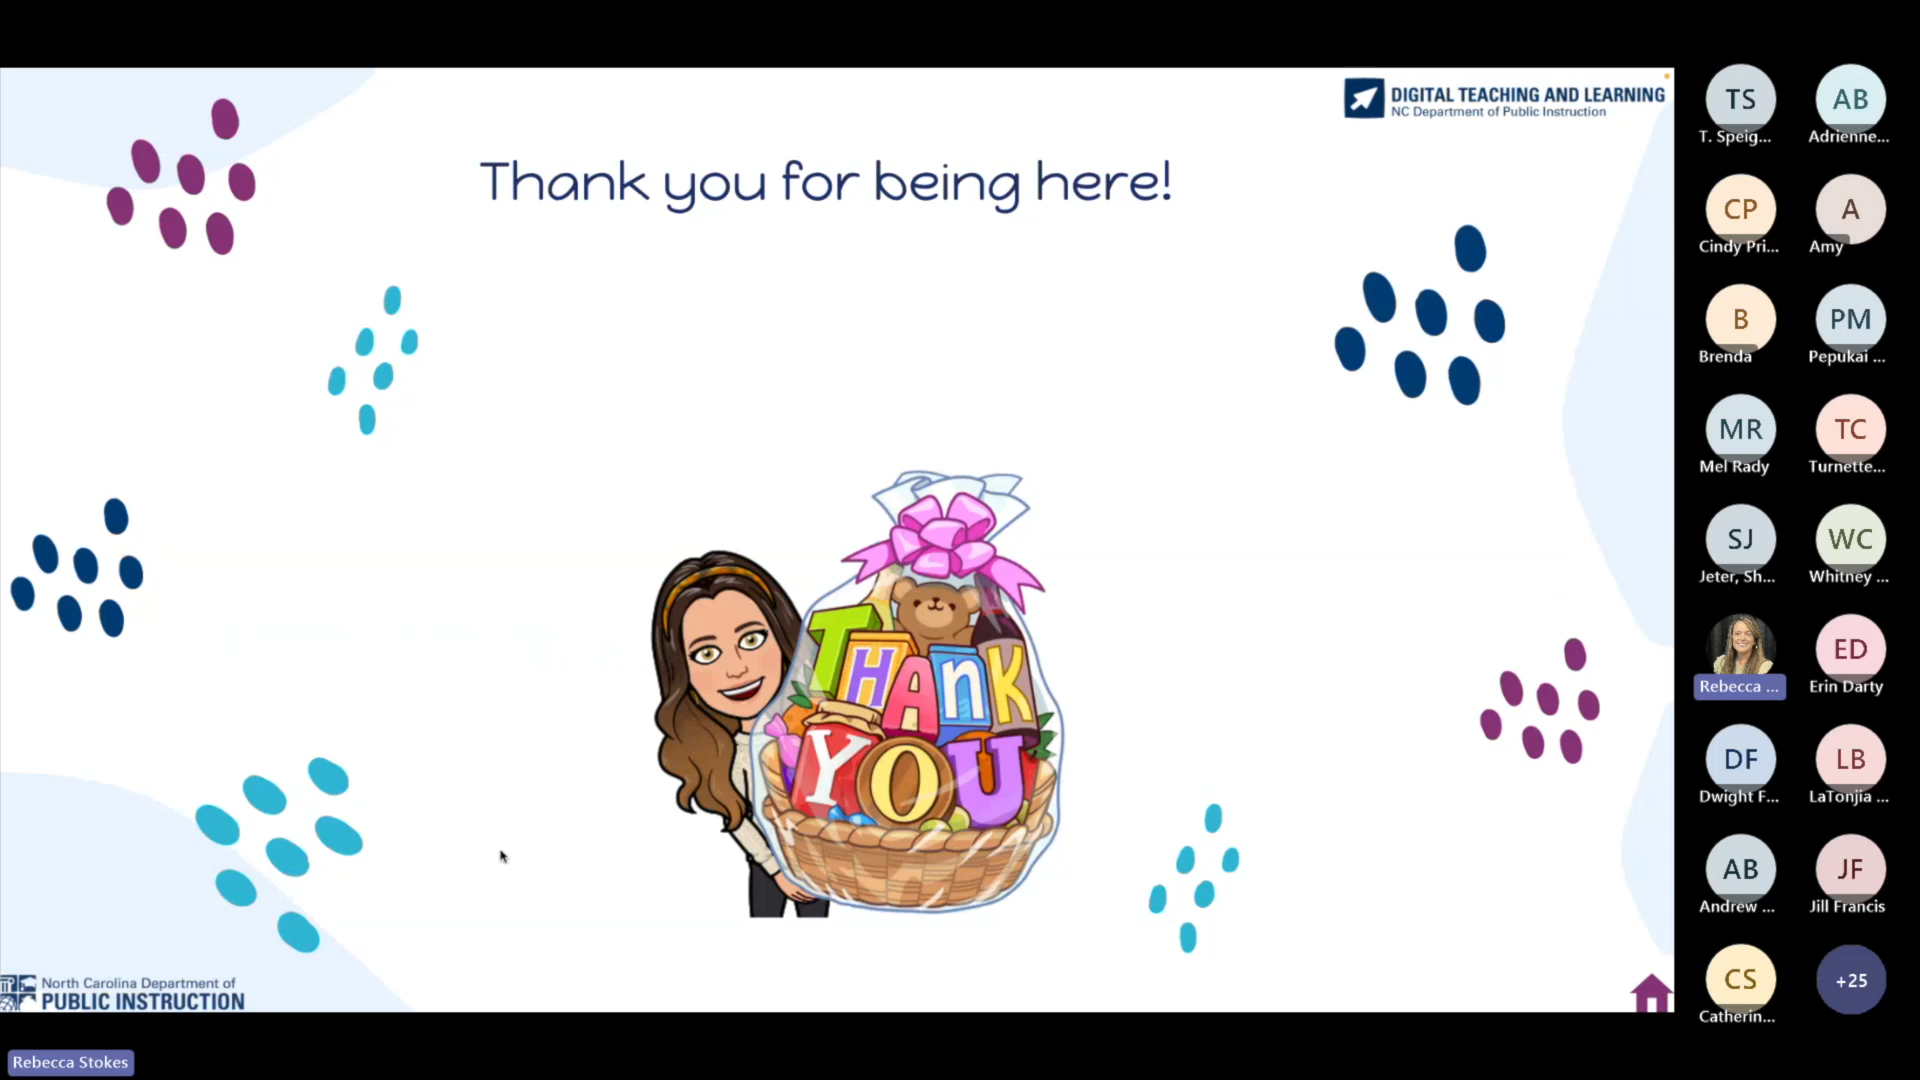 DIGITAL TEACHING AND LEARNING
NC Department of Public Instruction
Thank you for being here!
THANK
YOU
North Carolina Department of
PUBLIC INSTRUCTION
Rebecca Stokes
TS
T. Speig...
AB
Adrienne...
CP
Cindy Pri...
A
Amy
B
Brenda
PM
Pepukai ...
MR
Mel Rady
TC
Turnette...
SJ
Jeter, Sh...
WC
Whitney ...
Rebecca ...
ED
Erin Darty
DF
Dwight F...
LB
LaTonjia ...
AB
Andrew ...
JF
Jill Francis
CS
Catherin...
+25